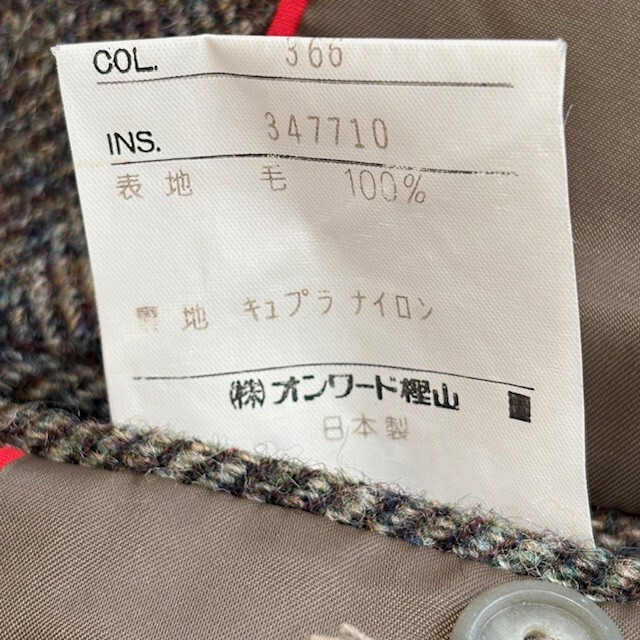 COL. 366
INS. 347710
表地 毛 100%
裏地 キュプラ ナイロン
(株)オンワード樫山
日本製